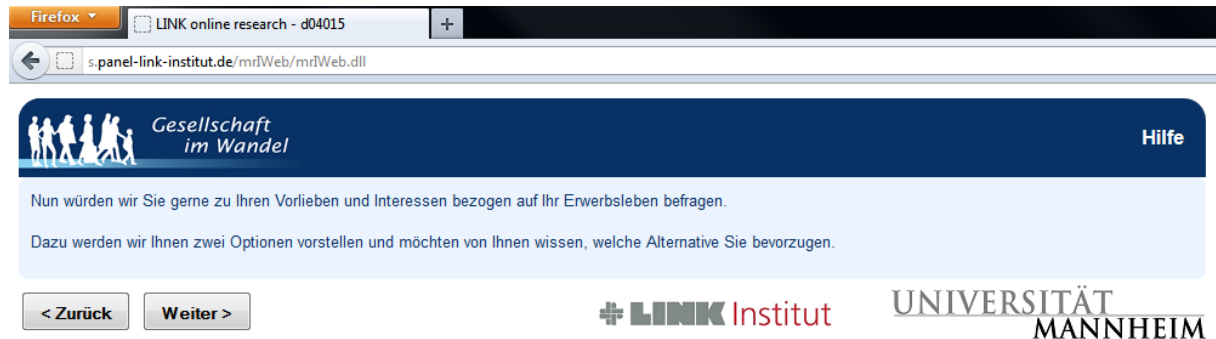 Firefox
LINK online research - d04015
+
s.panel-link-institut.de/mrIWeb/mrIWeb.dll
Gesellschaft
im Wandel
Hilfe
Nun würden wir Sie gerne zu Ihren Vorlieben und Interessen bezogen auf Ihr Erwerbsleben befragen.
Dazu werden wir Ihnen zwei Optionen vorstellen und möchten von Ihnen wissen, welche Alternative Sie bevorzugen.
< Zurück
Weiter >
LINK Institut
UNIVERSITÄT
MANNHEIM